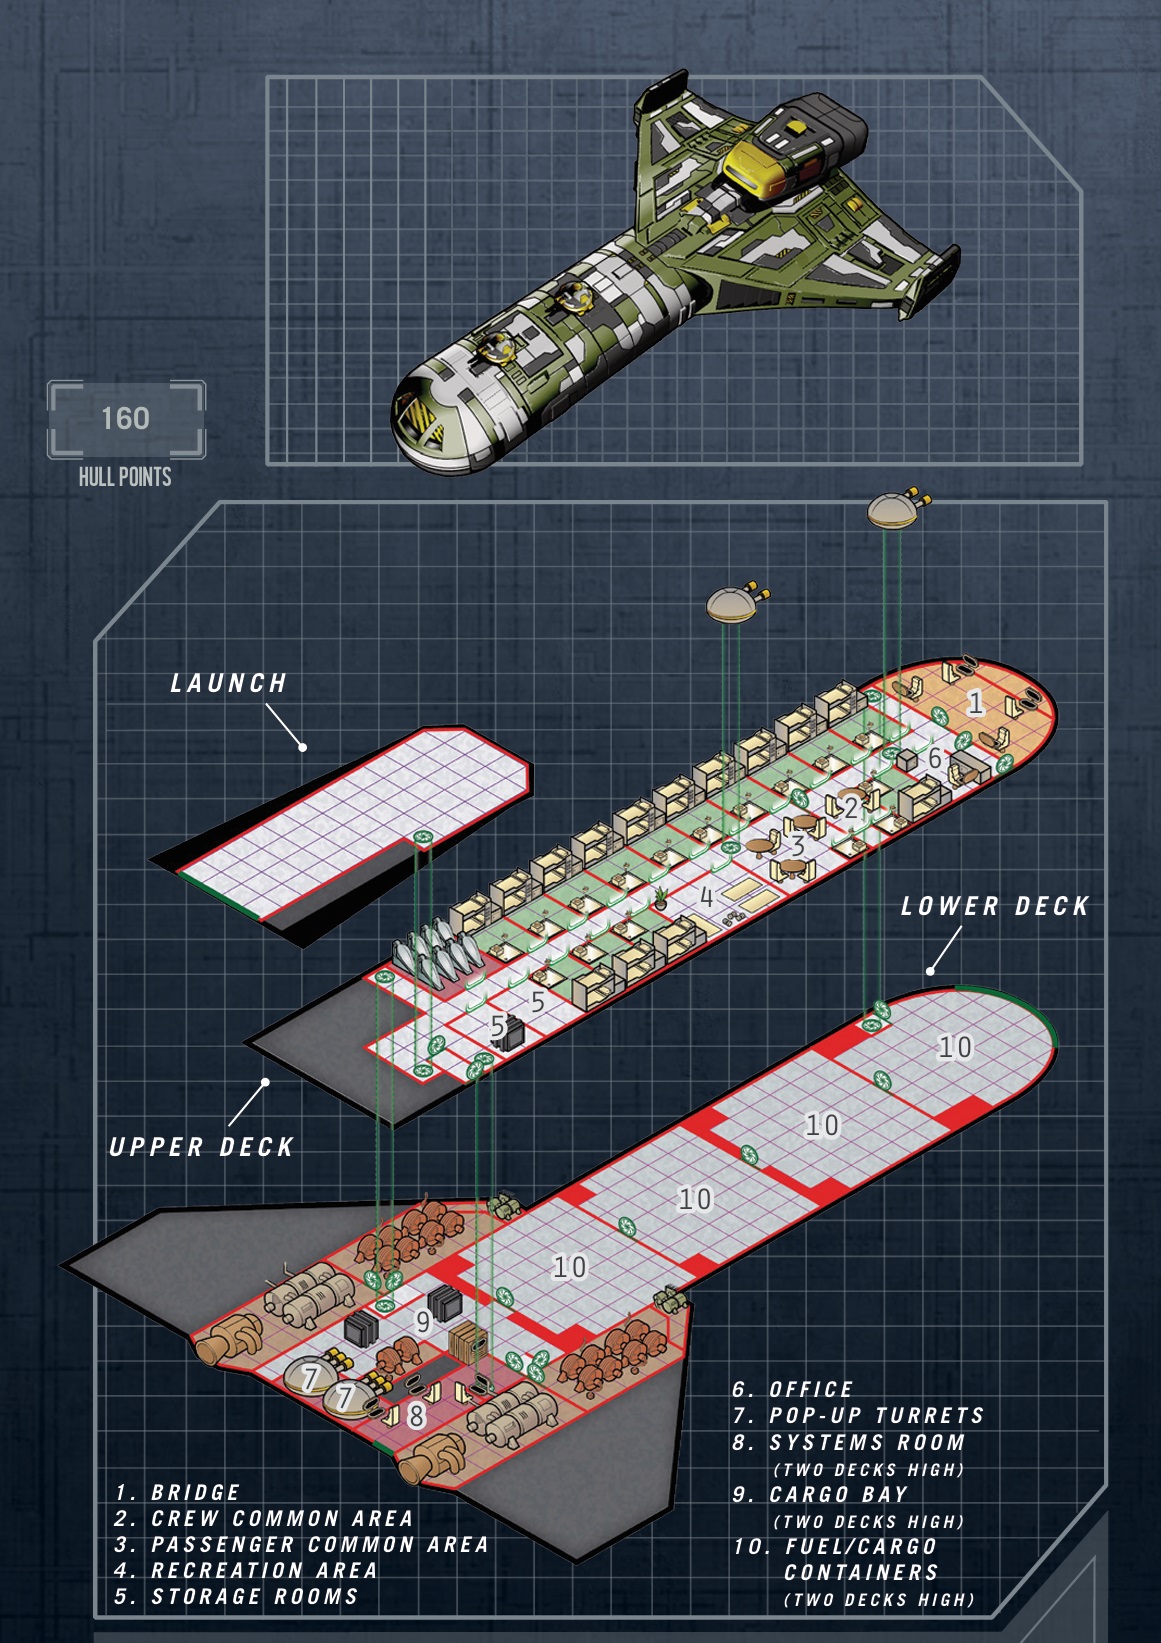 160
HULL POINTS
LAUNCH
1
6
2
3
4
LOWER DECK
5
5
10
UPPER DECK
10
10
10
9
7
7
8
1. BRIDGE
2. CREW COMMON AREA
3. PASSENGER COMMON AREA
4. RECREATION AREA
5. STORAGE ROOMS
6. OFFICE
7. POP-UP TURRETS
8. SYSTEMS ROOM
(TWO DECKS HIGH)
9. CARGO BAY
(TWO DECKS HIGH)
10. FUEL/CARGO
CONTAINERS
(TWO DECKS HIGH)